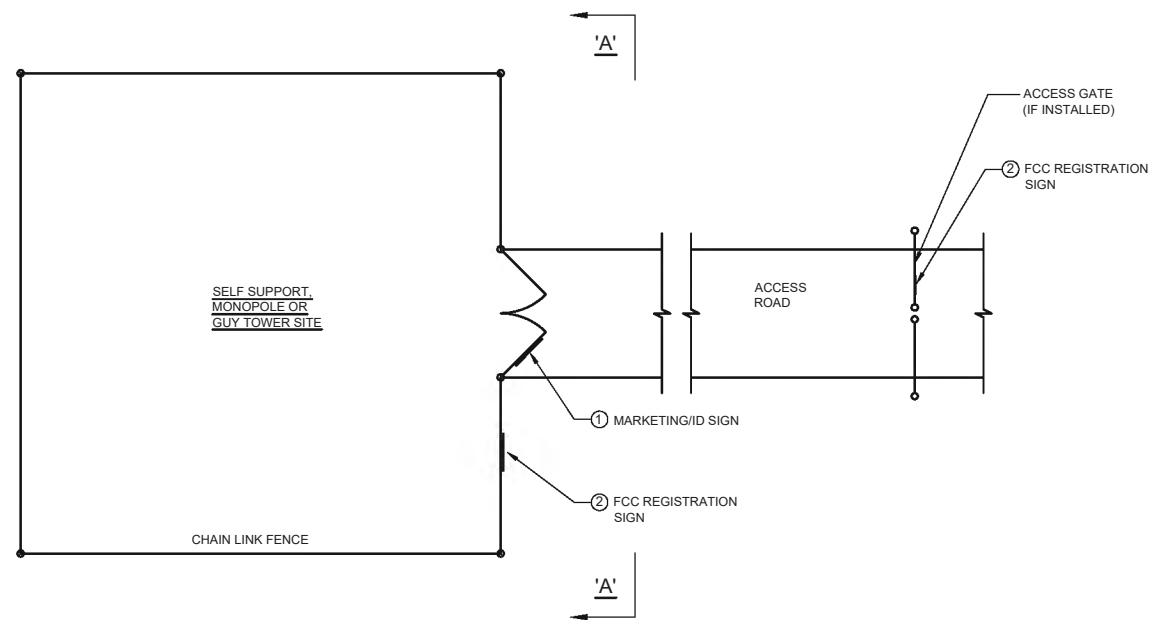 'A'
ACCESS GATE
(IF INSTALLED)
2 FCC REGISTRATION
SIGN
SELF SUPPORT,
MONOPOLE OR
GUY TOWER SITE
ACCESS
ROAD
1 MARKETING/ID SIGN
2 FCC REGISTRATION
SIGN
CHAIN LINK FENCE
'A'